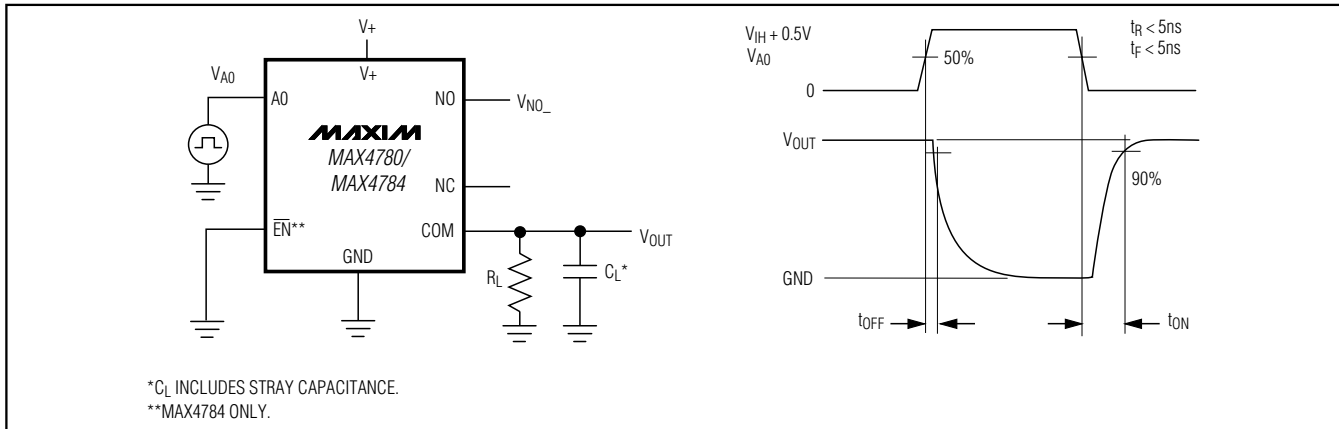 V+
V+
VA0
A0
NO
VNO_
MAXIM
MAX4780/
MAX4784
NC
EN**
COM
VOUT
GND
RL
CL*
*CL INCLUDES STRAY CAPACITANCE.
**MAX4784 ONLY.
VIH + 0.5V
VA0
50%
tR < 5ns
tF < 5ns
0
VOUT
90%
GND
tOFF
tON